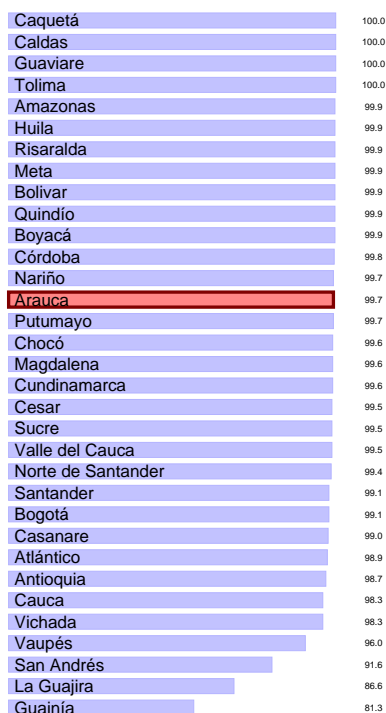 Caquetá 100.0
Caldas 100.0
Guaviare 100.0
Tolima 100.0
Amazonas 99.9
Huila 99.9
Risaralda 99.9
Meta 99.9
Bolivar 99.9
Quindío 99.9
Boyacá 99.9
Córdoba 99.8
Nariño 99.7
Arauca 99.7
Putumayo 99.7
Chocó 99.6
Magdalena 99.6
Cundinamarca 99.6
Cesar 99.5
Sucre 99.5
Valle del Cauca 99.5
Norte de Santander 99.4
Santander 99.1
Bogotá 99.1
Casanare 99.0
Atlántico 98.9
Antioquia 98.7
Cauca 98.3
Vichada 98.3
Vaupés 96.0
San Andrés 91.6
La Guajira 86.6
Guainía 81.3